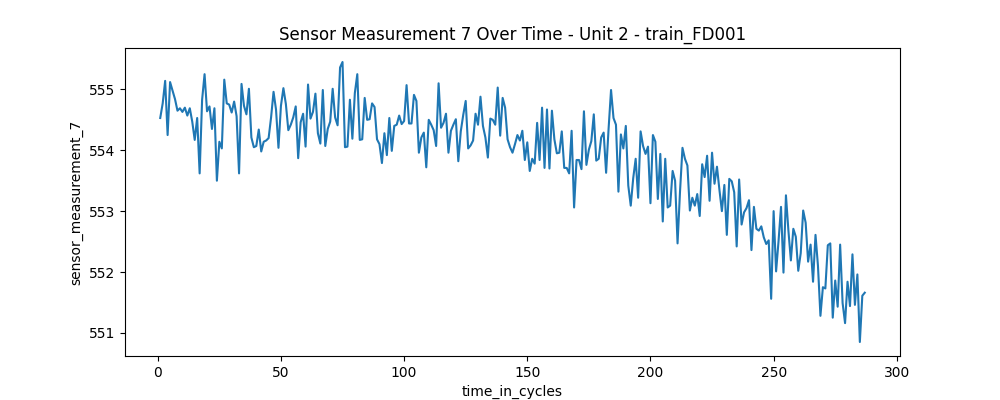 Sensor Measurement 7 Over Time - Unit 2 - train_FD001
sensor_measurement_7
555
554
553
552
551
0 50 100 150 200 250 300
time_in_cycles